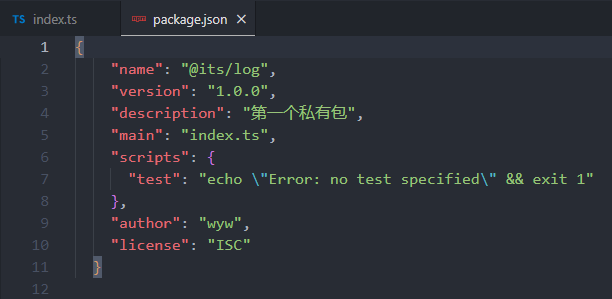 TS index.ts npm package.json ×
1 {
2 "name": "@its/log",
3 "version": "1.0.0",
4 "description": "第一个私有包",
5 "main": "index.ts",
6 "scripts": {
7 "test": "echo \"Error: no test specified\" && exit 1"
8 },
9 "author": "wyw",
10 "license": "ISC"
11 }
12